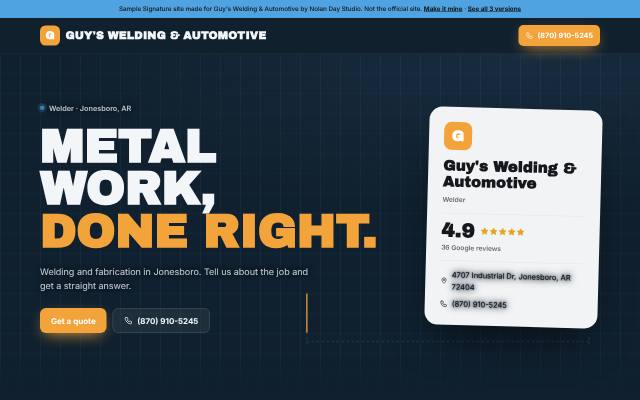 Sample Signature site made for Guy's Welding & Automotive by Nolan Day Studio. Not the official site. Make it mine · See all 3 versions
G GUY'S WELDING & AUTOMOTIVE
(870) 910-5245
Welder · Jonesboro, AR
METAL
WORK,
DONE RIGHT.
Welding and fabrication in Jonesboro. Tell us about the job and
get a straight answer.
Get a quote
(870) 910-5245
G
Guy's Welding &
Automotive
Welder
4.9 ★★★★★
36 Google reviews
4707 Industrial Dr, Jonesboro, AR
72404
(870) 910-5245